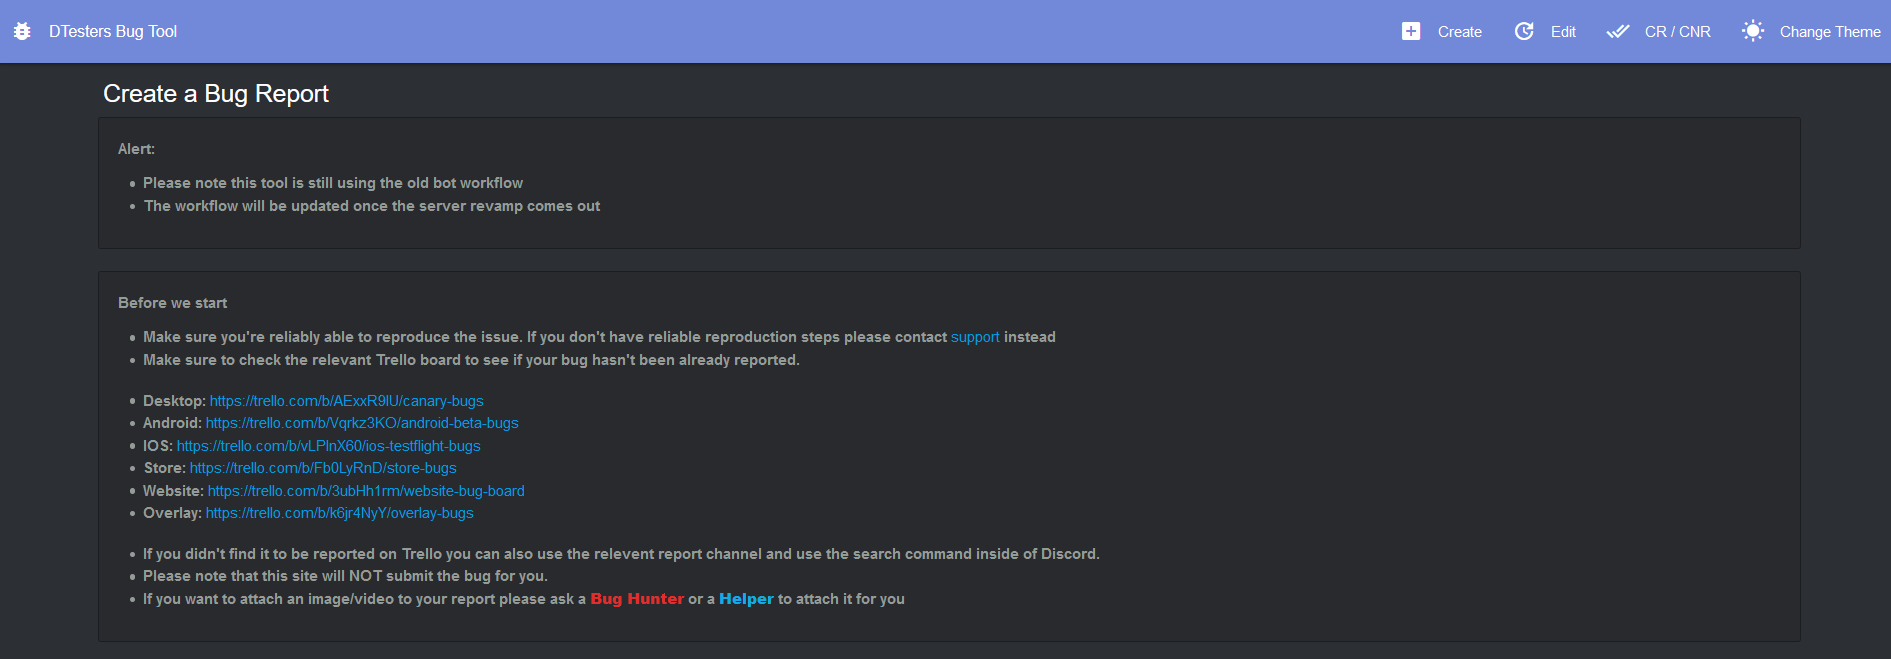 DTesters Bug Tool
Create
Edit
CR / CNR
Change Theme
Create a Bug Report
Alert:
Please note this tool is still using the old bot workflow
The workflow will be updated once the server revamp comes out
Before we start
Make sure you're reliably able to reproduce the issue. If you don't have reliable reproduction steps please contact support instead
Make sure to check the relevant Trello board to see if your bug hasn't been already reported.
Desktop: https://trello.com/b/AExxR9lU/canary-bugs
Android: https://trello.com/b/Vqrkz3KO/android-beta-bugs
IOS: https://trello.com/b/vLPlnX60/ios-testflight-bugs
Store: https://trello.com/b/Fb0LyRnD/store-bugs
Website: https://trello.com/b/3ubHh1rm/website-bug-board
Overlay: https://trello.com/b/k6jr4NyY/overlay-bugs
If you didn't find it to be reported on Trello you can also use the relevent report channel and use the search command inside of Discord.
Please note that this site will NOT submit the bug for you.
If you want to attach an image/video to your report please ask a Bug Hunter or a Helper to attach it for you